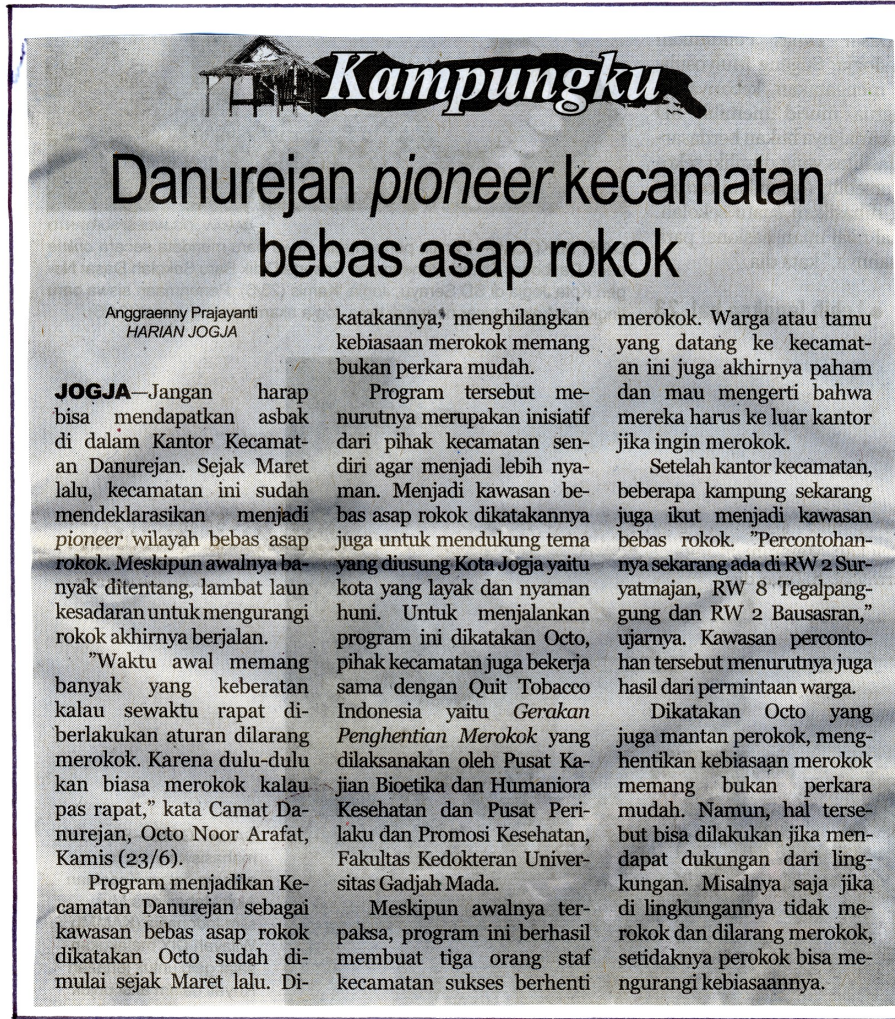 Kampungku
Danurejan pioneer kecamatan
bebas asap rokok
Anggraenny Prajayanti
HARIAN JOGJA
JOGJA—Jangan harap
bisa mendapatkan asbak
di dalam Kantor Kecamat-
an Danurejan. Sejak Maret
lalu, kecamatan ini sudah
mendeklarasikan menjadi
pioneer wilayah bebas asap
rokok. Meskipun awalnya ba-
nyak ditentang, lambat laun
kesadaran untuk mengurangi
rokok akhirnya berjalan.
"Waktu awal memang
banyak yang keberatan
kalau sewaktu rapat di-
berlakukan aturan dilarang
merokok. Karena dulu-dulu
kan biasa merokok kalau
pas rapat," kata Camat Da-
nurejan, Octo Noor Arafat,
Kamis (23/6).
Program menjadikan Ke-
camatan Danurejan sebagai
kawasan bebas asap rokok
dikatakan Octo sudah di-
mulai sejak Maret lalu. Di-
katakannya, menghilangkan
kebiasaan merokok memang
bukan perkara mudah.
Program tersebut me-
nurutnya merupakan inisiatif
dari pihak kecamatan sen-
diri agar menjadi lebih nya-
man. Menjadi kawasan be-
bas asap rokok dikatakannya
juga untuk mendukung tema
yang diusung Kota Jogja yaitu
kota yang layak dan nyaman
huni. Untuk menjalankan
program ini dikatakan Octo,
pihak kecamatan juga bekerja
sama dengan Quit Tobacco
Indonesia yaitu Gerakan
Penghentian Merokok yang
dilaksanakan oleh Pusat Ka-
jian Bioetika dan Humaniora
Kesehatan dan Pusat Peri-
laku dan Promosi Kesehatan,
Fakultas Kedokteran Univer-
sitas Gadjah Mada.
Meskipun awalnya ter-
paksa, program ini berhasil
membuat tiga orang staf
kecamatan sukses berhenti
merokok. Warga atau tamu
yang datang ke kecamat-
an ini juga akhirnya paham
dan mau mengerti bahwa
mereka harus ke luar kantor
jika ingin merokok.
Setelah kantor kecamatan,
beberapa kampung sekarang
juga ikut menjadi kawasan
bebas rokok. "Percontohan-
nya sekarang ada di RW 2 Sur-
yatmajan, RW 8 Tegalpang-
gung dan RW 2 Bausasran,"
ujarnya. Kawasan perconto-
han tersebut menurutnya juga
hasil dari permintaan warga.
Dikatakan Octo yang
juga mantan perokok, meng-
hentikan kebiasaan merokok
memang bukan perkara
mudah. Namun, hal terse-
but bisa dilakukan jika men-
dapat dukungan dari ling-
kungan. Misalnya saja jika
di lingkungannya tidak me-
rokok dan dilarang merokok,
setidaknya perokok bisa me-
ngurangi kebiasaannya.